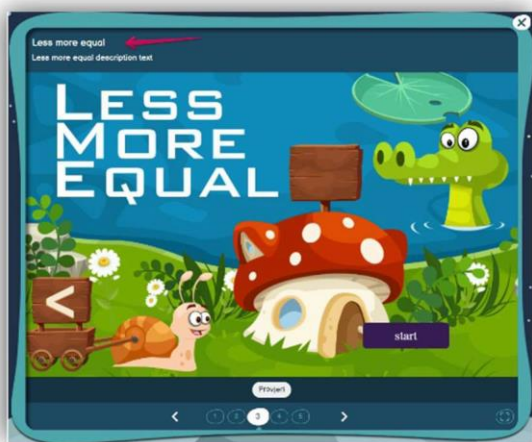 Less more equal
Less more equal description text
LESS
MORE
EQUAL
<
start
Provjeri
< 1 2 3 4 5 >